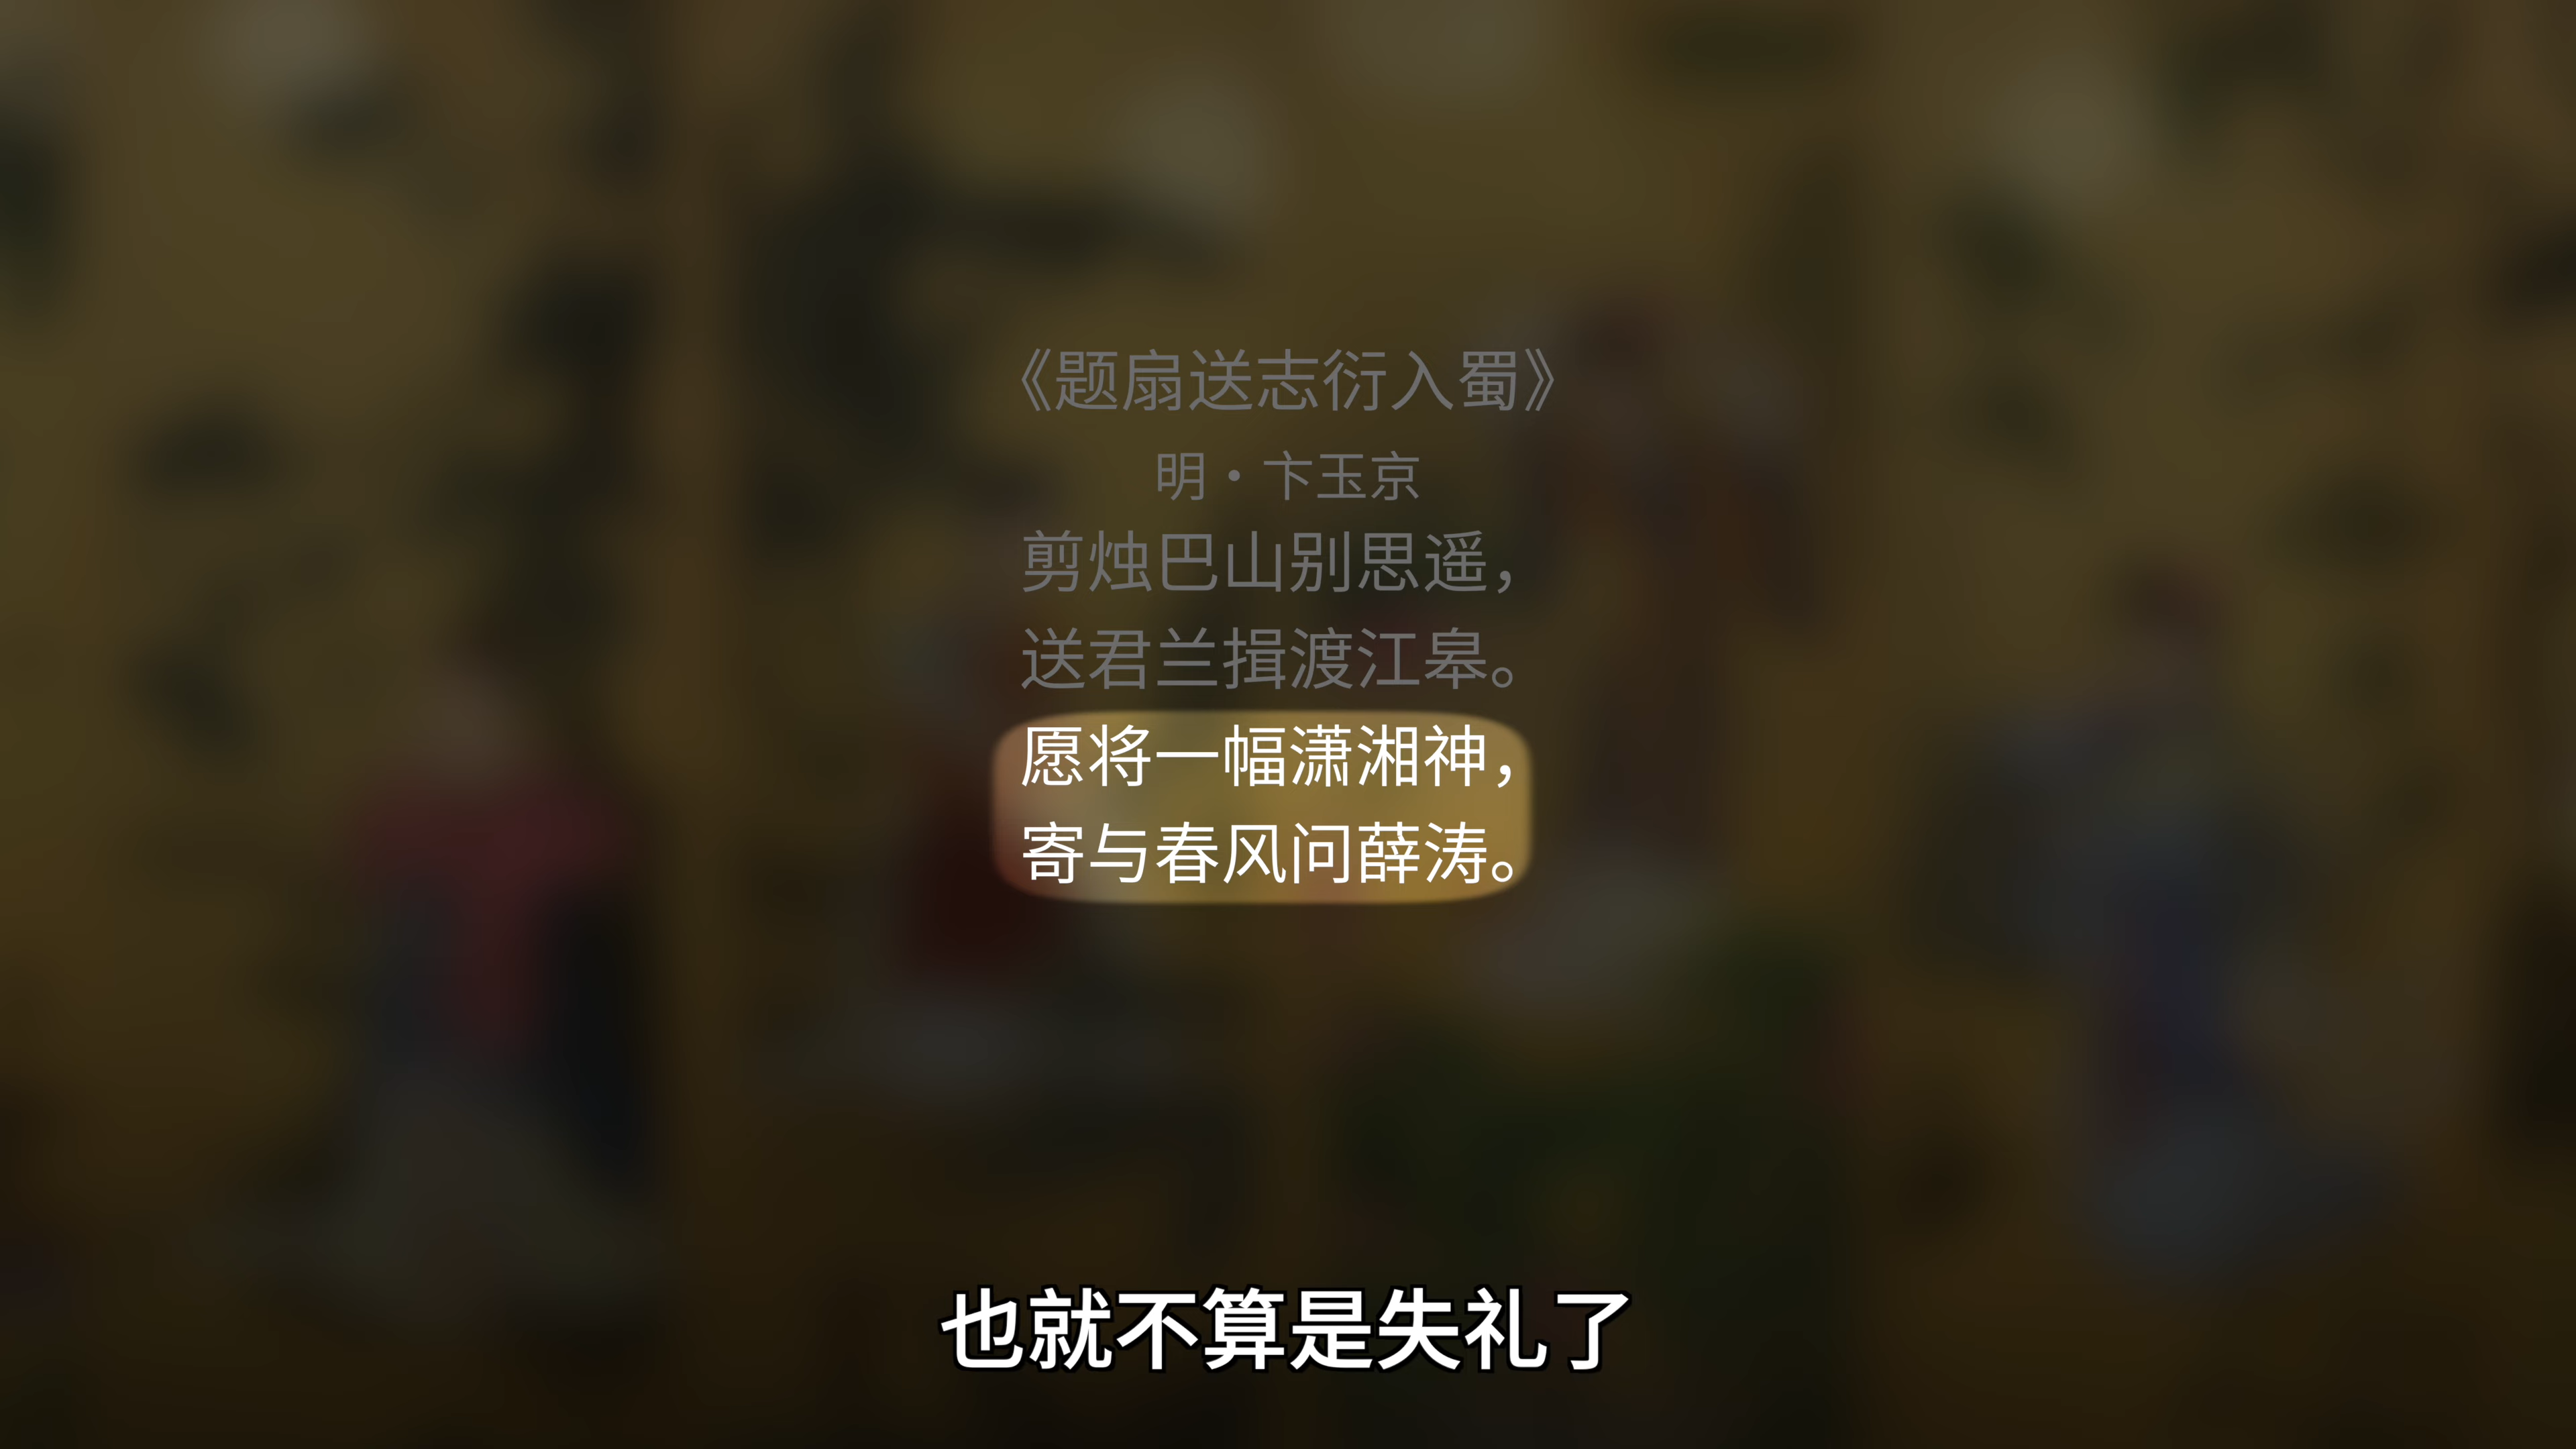 《题扇送志衍入蜀》
明·卞玉京
剪烛巴山别思遥，
送君兰揖渡江皋。
愿将一幅潇湘神，
寄与春风问薛涛。
也就不算是失礼了